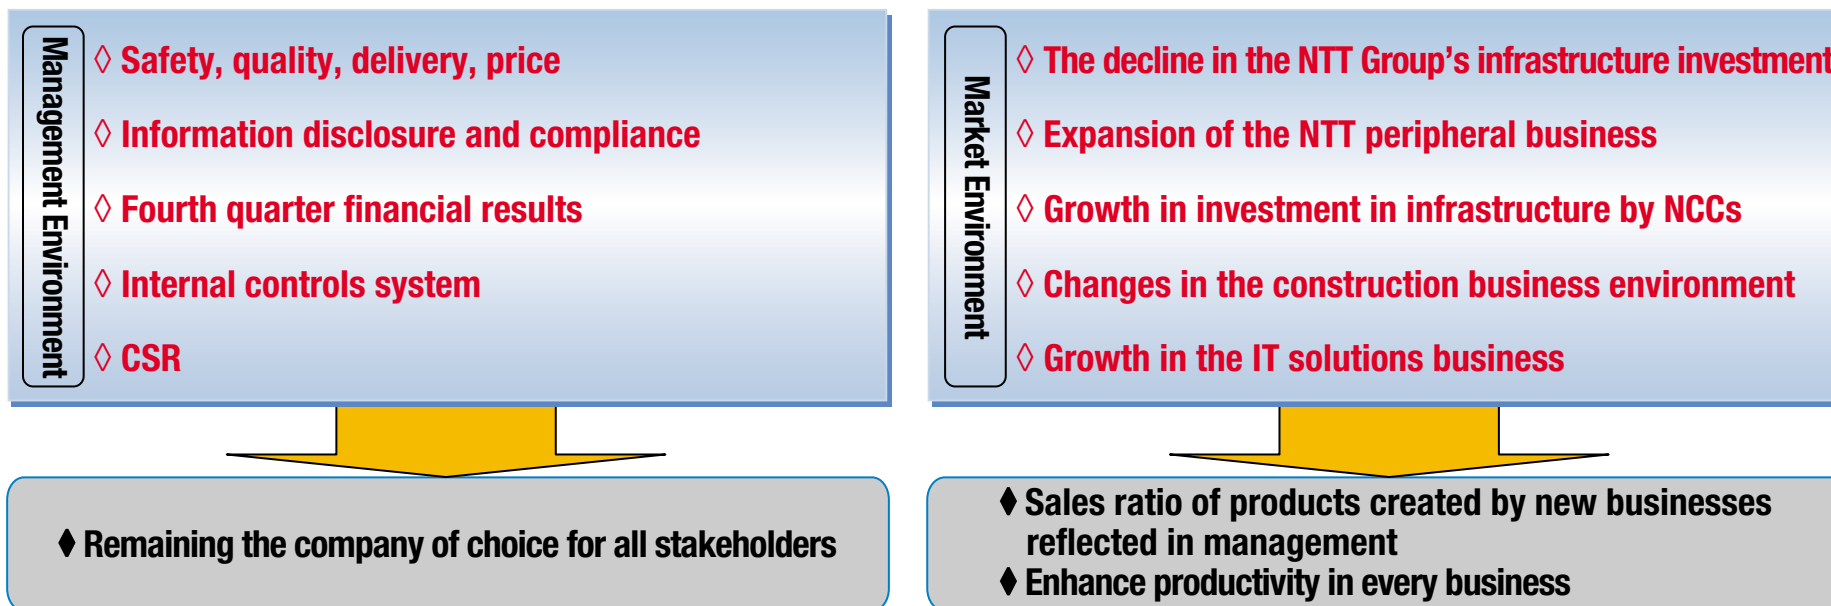 Management Environment
◊ Safety, quality, delivery, price
◊ Information disclosure and compliance
◊ Fourth quarter financial results
◊ Internal controls system
◊ CSR
♦ Remaining the company of choice for all stakeholders
Market Environment
◊ The decline in the NTT Group’s infrastructure investment
◊ Expansion of the NTT peripheral business
◊ Growth in investment in infrastructure by NCCs
◊ Changes in the construction business environment
◊ Growth in the IT solutions business
♦ Sales ratio of products created by new businesses
reflected in management
♦ Enhance productivity in every business